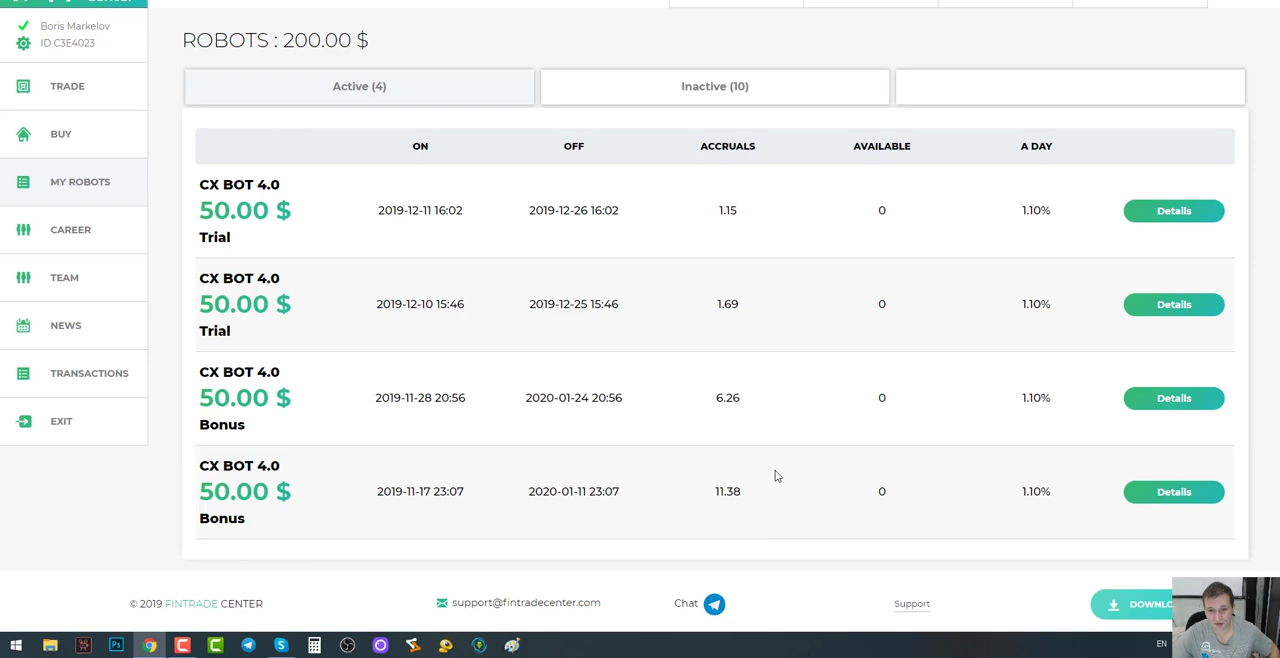 Boris Markelov
ID C3E4023
TRADE
BUY
MY ROBOTS
CAREER
TEAM
NEWS
TRANSACTIONS
EXIT
ROBOTS : 200.00 $
Active (4)
Inactive (10)
ON OFF ACCRUALS AVAILABLE A DAY
CX BOT 4.0
50.00 $ 2019-12-11 16:02 2019-12-26 16:02 1.15 0 1.10% Details
Trial
CX BOT 4.0
50.00 $ 2019-12-10 15:46 2019-12-25 15:46 1.69 0 1.10% Details
Trial
CX BOT 4.0
50.00 $ 2019-11-28 20:56 2020-01-24 20:56 6.26 0 1.10% Details
Bonus
CX BOT 4.0
50.00 $ 2019-11-17 23:07 2020-01-11 23:07 11.38 0 1.10% Details
Bonus
© 2019 FINTRADE CENTER
support@fintradecenter.com
Chat
Support
EN